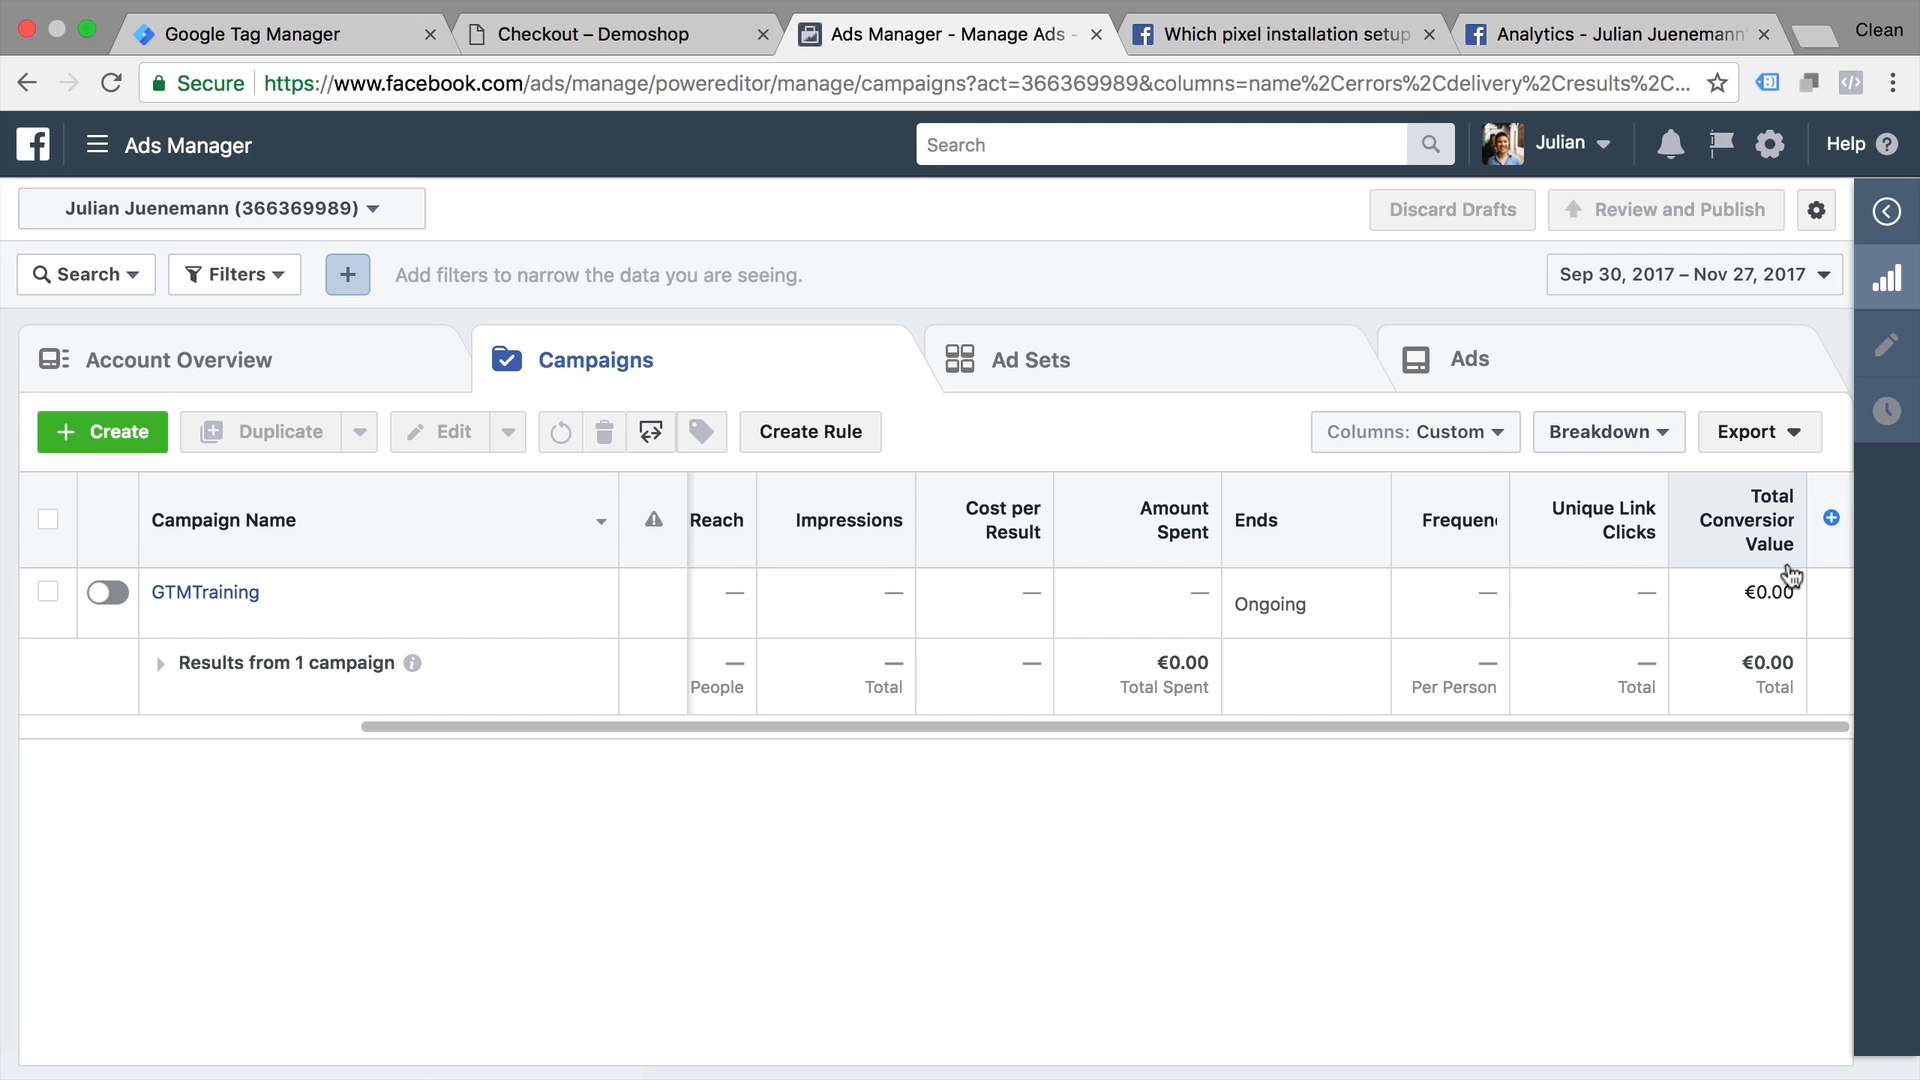 Google Tag Manager
Checkout – Demoshop
Ads Manager - Manage Ads -
Which pixel installation setup
Analytics - Julian Juenemann'
Clean
Secure
https://www.facebook.com/ads/manage/powereditor/manage/campaigns?act=366369989&columns=name%2Cerrors%2Cdelivery%2Cresults%2C...
Ads Manager
Search
Julian
Help
Julian Juenemann (366369989)
Discard Drafts
Review and Publish
Search
Filters
Add filters to narrow the data you are seeing.
Sep 30, 2017 – Nov 27, 2017
Account Overview
Campaigns
Ad Sets
Ads
+ Create
Duplicate
Edit
Create Rule
Columns: Custom
Breakdown
Export
Campaign Name
Reach
Impressions
Cost per
Result
Amount
Spent
Ends
Frequen
Unique Link
Clicks
Total
Conversion
Value
GTMTraining
—
—
—
—
Ongoing
—
—
€0.00
Results from 1 campaign
—
People
—
Total
—
€0.00
Total Spent
—
Per Person
—
Total
€0.00
Total